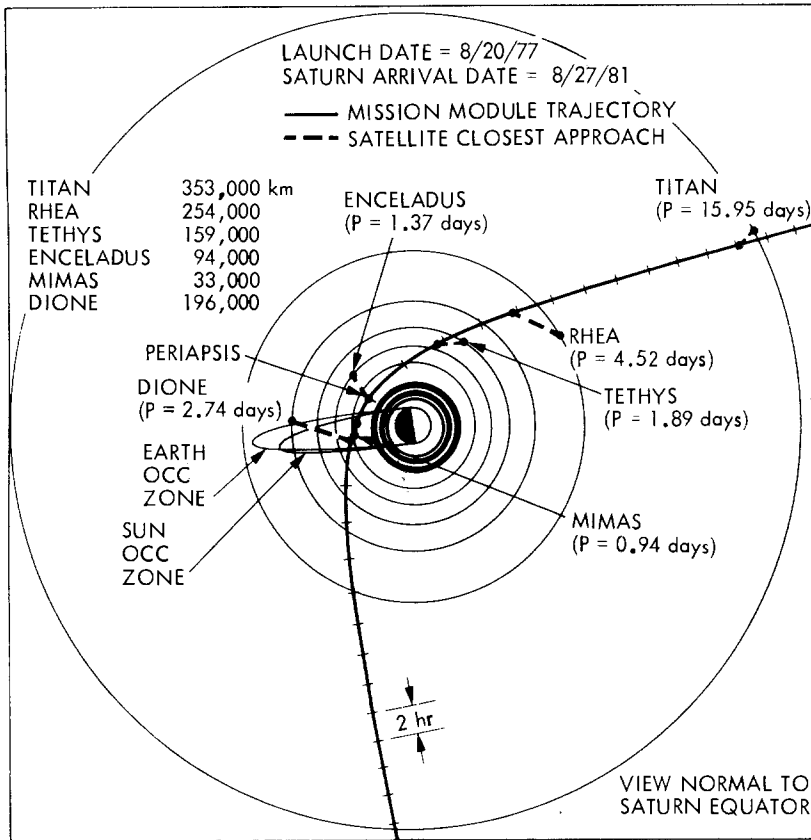 LAUNCH DATE = 8/20/77
SATURN ARRIVAL DATE = 8/27/81
MISSION MODULE TRAJECTORY
SATELLITE CLOSEST APPROACH
TITAN 353,000 km
RHEA 254,000
TETHYS 159,000
ENCELADUS 94,000
MIMAS 33,000
DIONE 196,000
ENCELADUS
(P = 1.37 days)
TITAN
(P = 15.95 days)
RHEA
(P = 4.52 days)
TETHYS
(P = 1.89 days)
PERIAPSIS
DIONE
(P = 2.74 days)
EARTH
OCC
ZONE
SUN
OCC
ZONE
MIMAS
(P = 0.94 days)
2 hr
VIEW NORMAL TO
SATURN EQUATOR